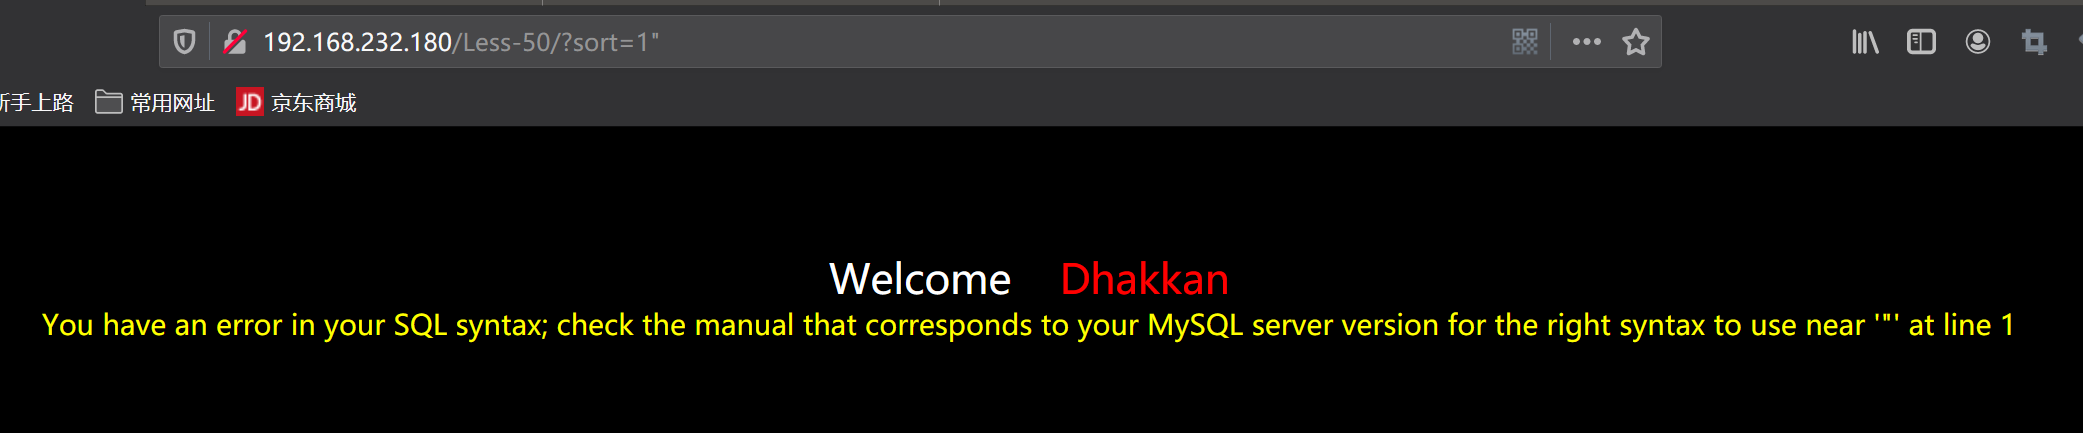 192.168.232.180/Less-50/?sort=1"
新手上路 常用网址 JD 京东商城
Welcome Dhakkan
You have an error in your SQL syntax; check the manual that corresponds to your MySQL server version for the right syntax to use near '"' at line 1